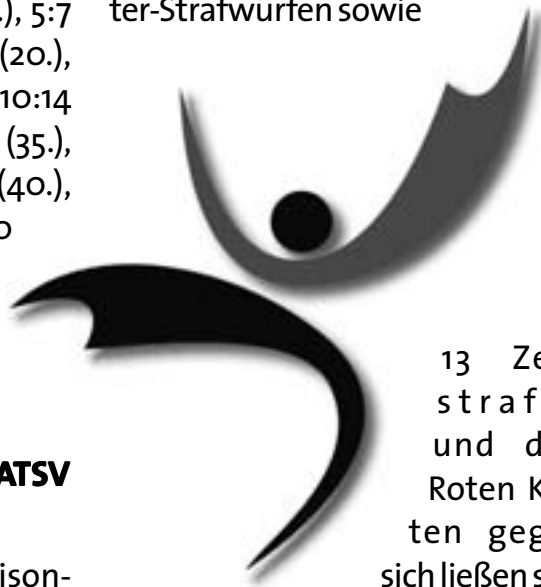 .), 5:7
(20.),
10:14
(35.),
(40.),
ATSV
ison-
ter-Strafwürfen sowie
13 Ze
straf
und d
Roten K
ten geg
sich ließen s